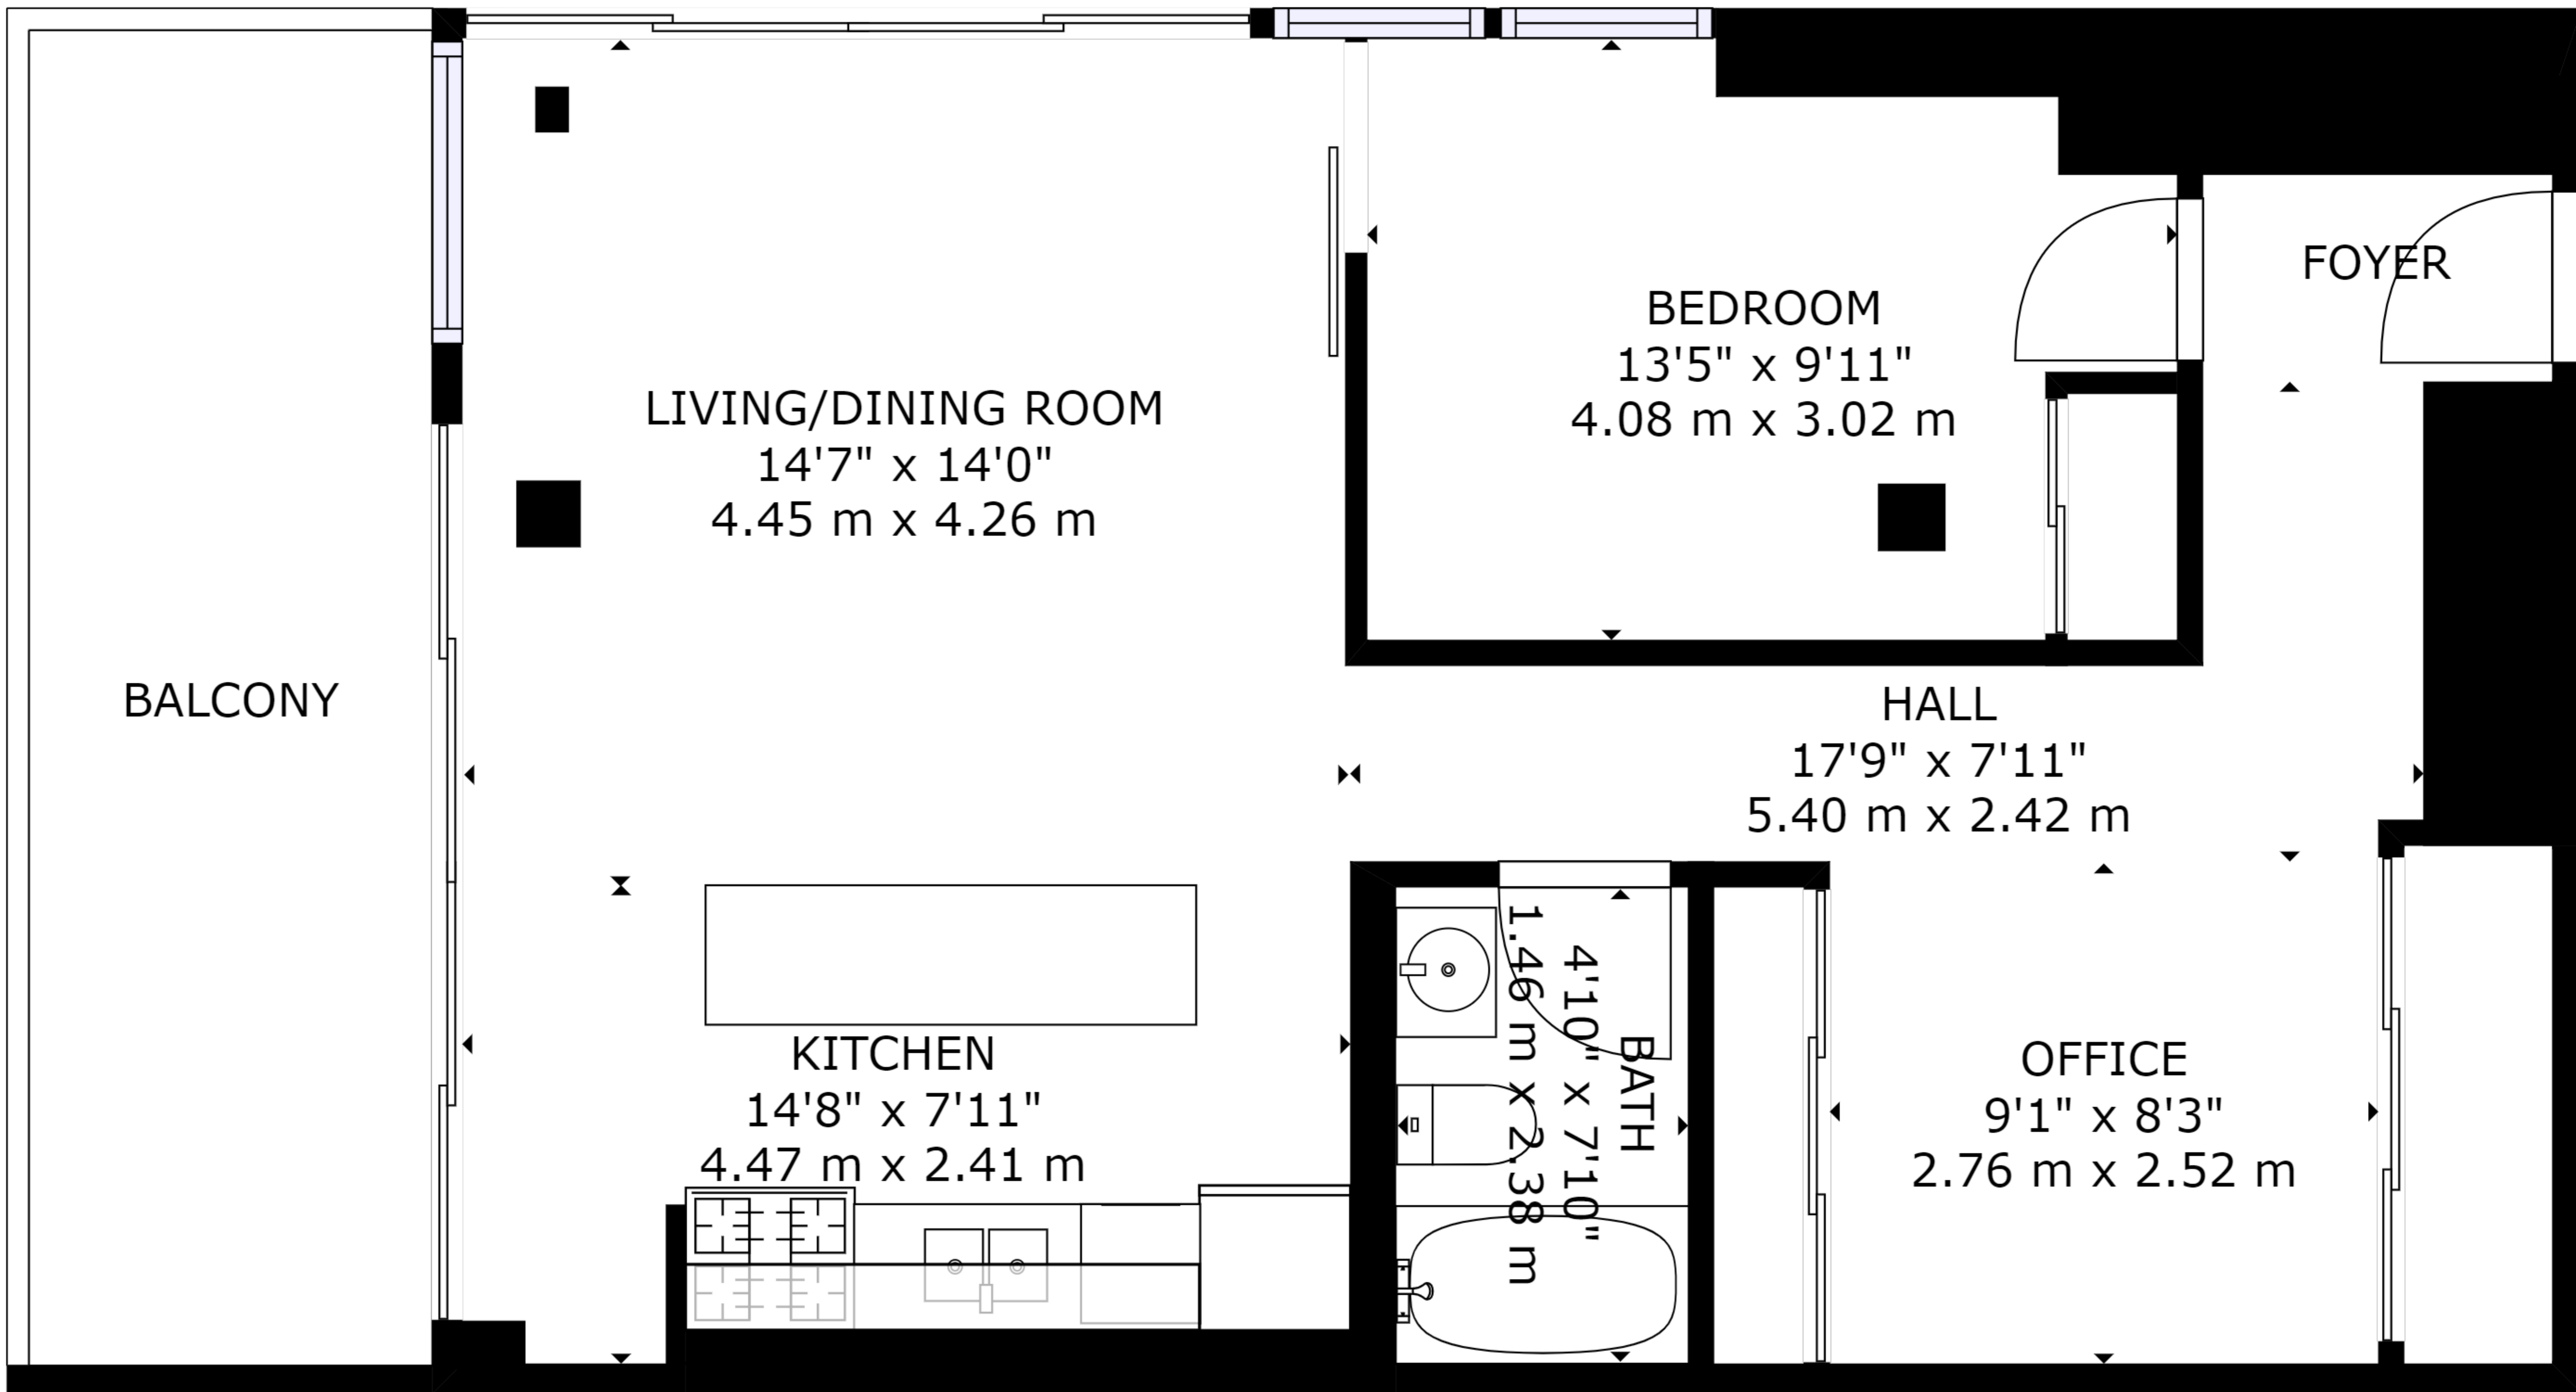 FOYER
BEDROOM
13'5" x 9'11"
4.08 m x 3.02 m
LIVING/DINING ROOM
14'7" x 14'0"
4.45 m x 4.26 m
BALCONY
HALL
17'9" x 7'11"
5.40 m x 2.42 m
KITCHEN
14'8" x 7'11"
4.47 m x 2.41 m
BATH
4'10" x 7'10"
1.46 m x 2.38 m
OFFICE
9'1" x 8'3"
2.76 m x 2.52 m